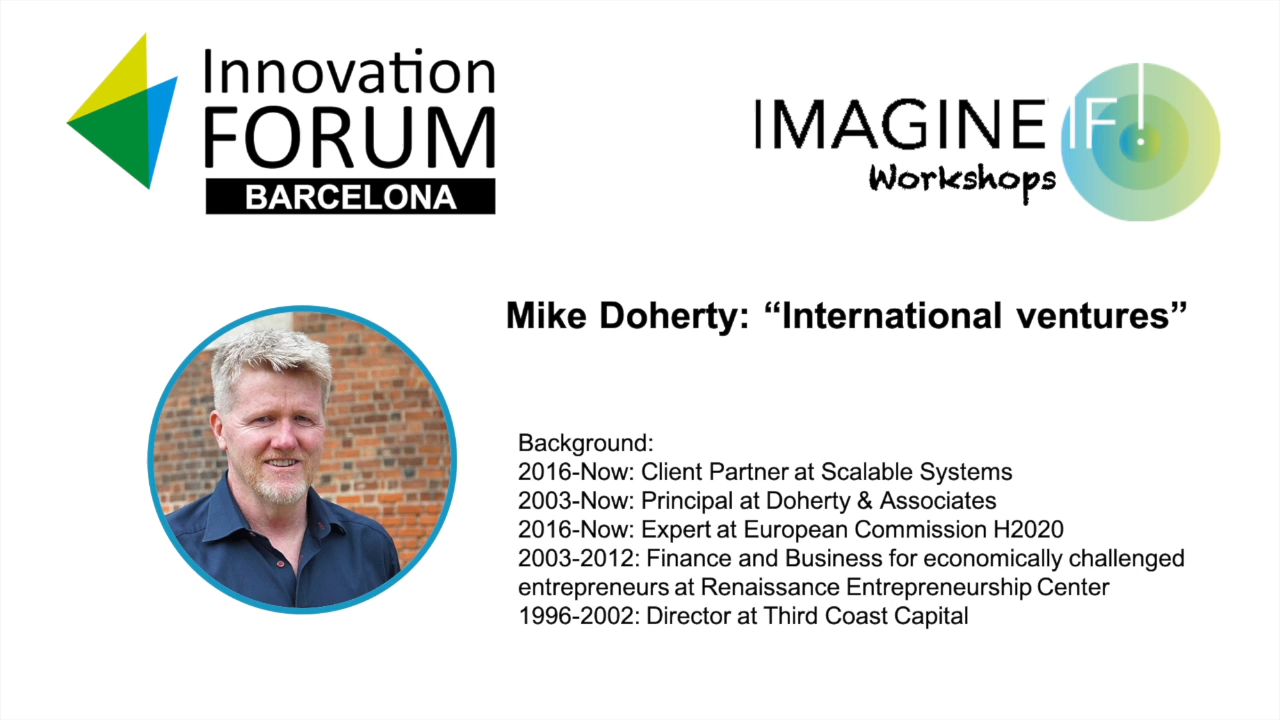 Innovation
FORUM
BARCELONA
IMAGINE IF!
Workshops
Mike Doherty: “International ventures”
Background:
2016-Now: Client Partner at Scalable Systems
2003-Now: Principal at Doherty & Associates
2016-Now: Expert at European Commission H2020
2003-2012: Finance and Business for economically challenged
entrepreneurs at Renaissance Entrepreneurship Center
1996-2002: Director at Third Coast Capital